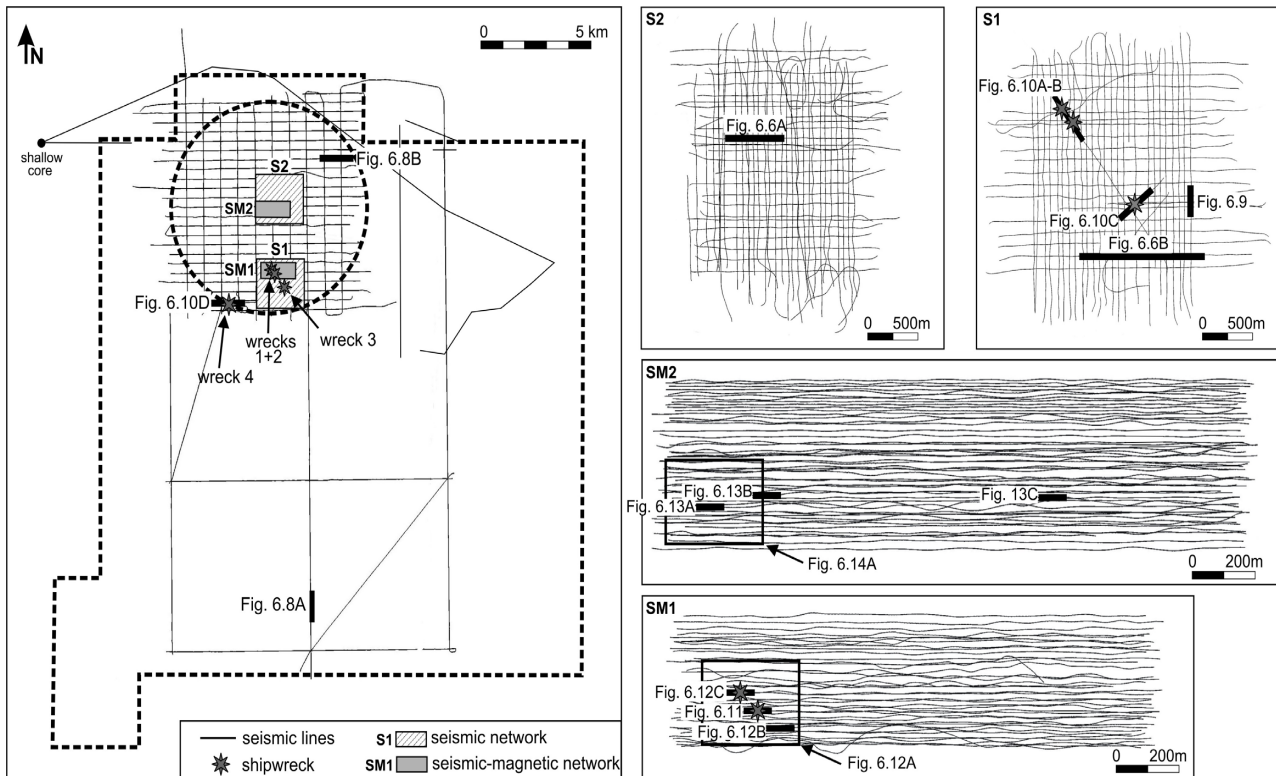 N
0 5 km
shallow
core
Fig. 6.8B
S2
SM2
S1
SM1
Fig. 6.10D
wrecks
1+2
wreck 3
wreck 4
Fig. 6.8A
seismic lines
shipwreck
S1 seismic network
SM1 seismic-magnetic network
S2
Fig. 6.6A
0 500m
S1
Fig. 6.10A-B
Fig. 6.10C
Fig. 6.9
Fig. 6.6B
0 500m
SM2
Fig. 6.13B
Fig. 6.13A
Fig. 13C
Fig. 6.14A
0 200m
SM1
Fig. 6.12C
Fig. 6.11
Fig. 6.12B
Fig. 6.12A
0 200m